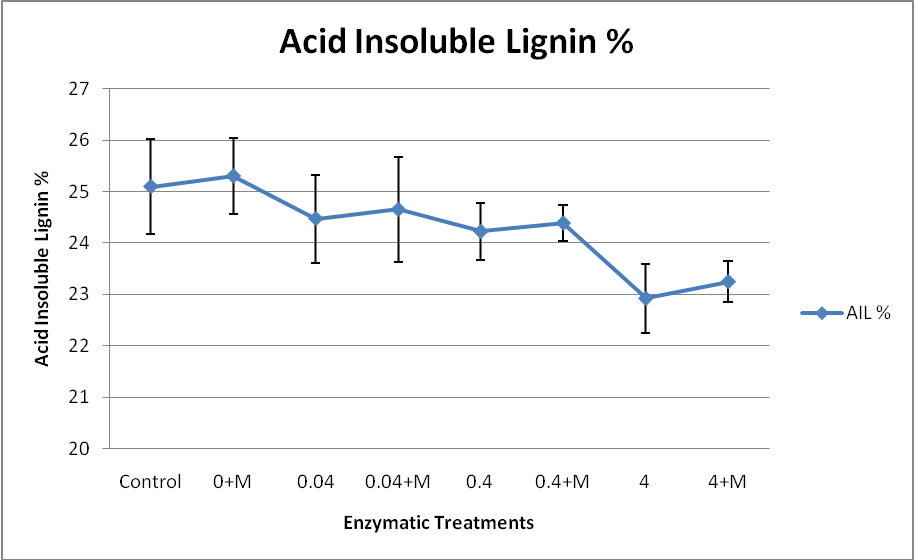 Acid Insoluble Lignin %
Acid Insoluble Lignin %
27
26
25
24
23
22
21
20
Control 0+M 0.04 0.04+M 0.4 0.4+M 4 4+M
Enzymatic Treatments
AIL %